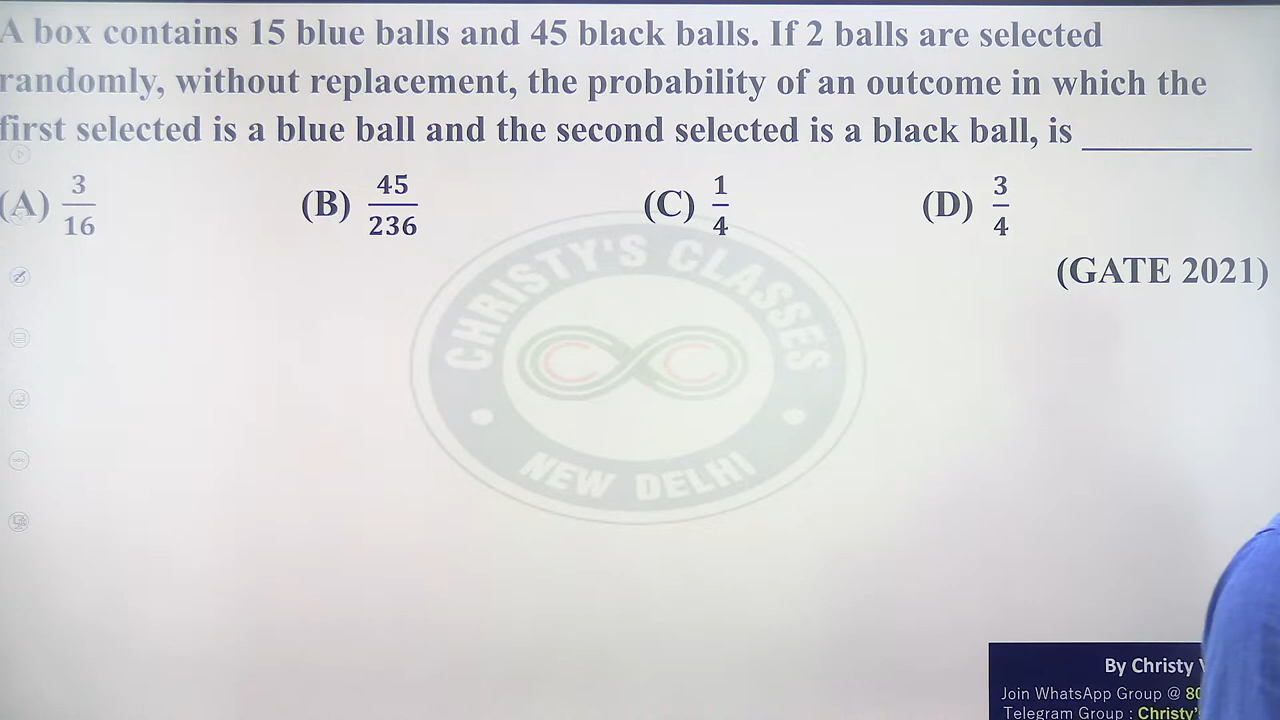 A box contains 15 blue balls and 45 black balls. If 2 balls are selected
randomly, without replacement, the probability of an outcome in which the
first selected is a blue ball and the second selected is a black ball, is ________
(A) 3/16 (B) 45/236 (C) 1/4 (D) 3/4
(GATE 2021)
CHRISTY'S CLASSES
NEW DELHI
By Christy
Join WhatsApp Group @ 80
Telegram Group : Christy's